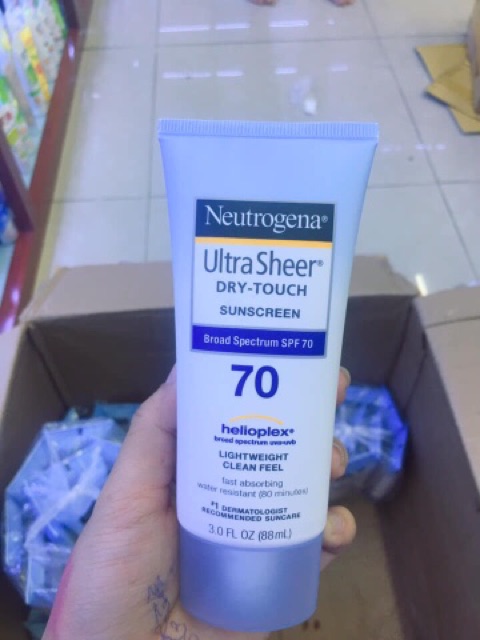 Neutrogena®
Ultra Sheer®
DRY-TOUCH
SUNSCREEN
Broad Spectrum SPF 70
70
helioplex®
broad spectrum uva•uvb
LIGHTWEIGHT
CLEAN FEEL
fast absorbing
water resistant (80 minutes)
#1 DERMATOLOGIST
RECOMMENDED SUNCARE
3.0 FL OZ (88mL)